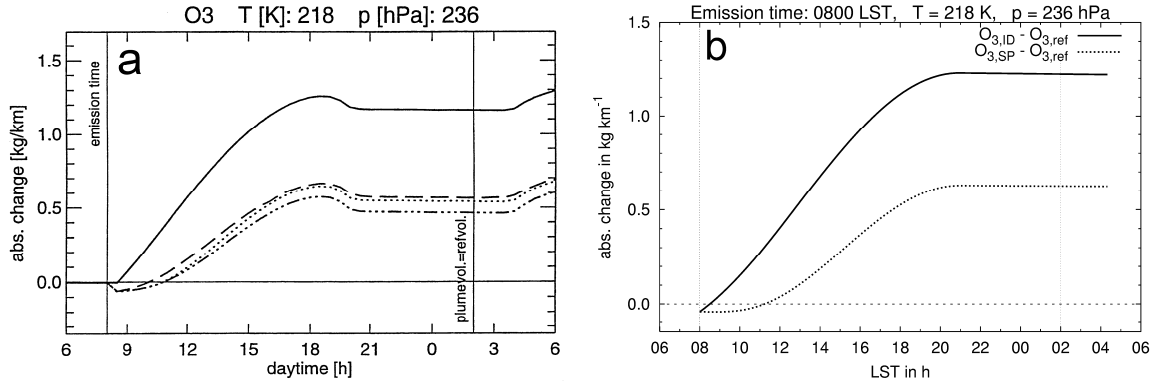 O3 T [K]: 218 p [hPa]: 236
a
emission time
plumevol.=refvol.
abs. change [kg/km]
1.5
1.0
0.5
0.0
6 9 12 15 18 21 0 3 6
daytime [h]
Emission time: 0800 LST, T = 218 K, p = 236 hPa
b
O3,ID - O3,ref
O3,SP - O3,ref
abs. change in kg km-1
1.5
1.0
0.5
0.0
06 08 10 12 14 16 18 20 22 00 02 04 06
LST in h